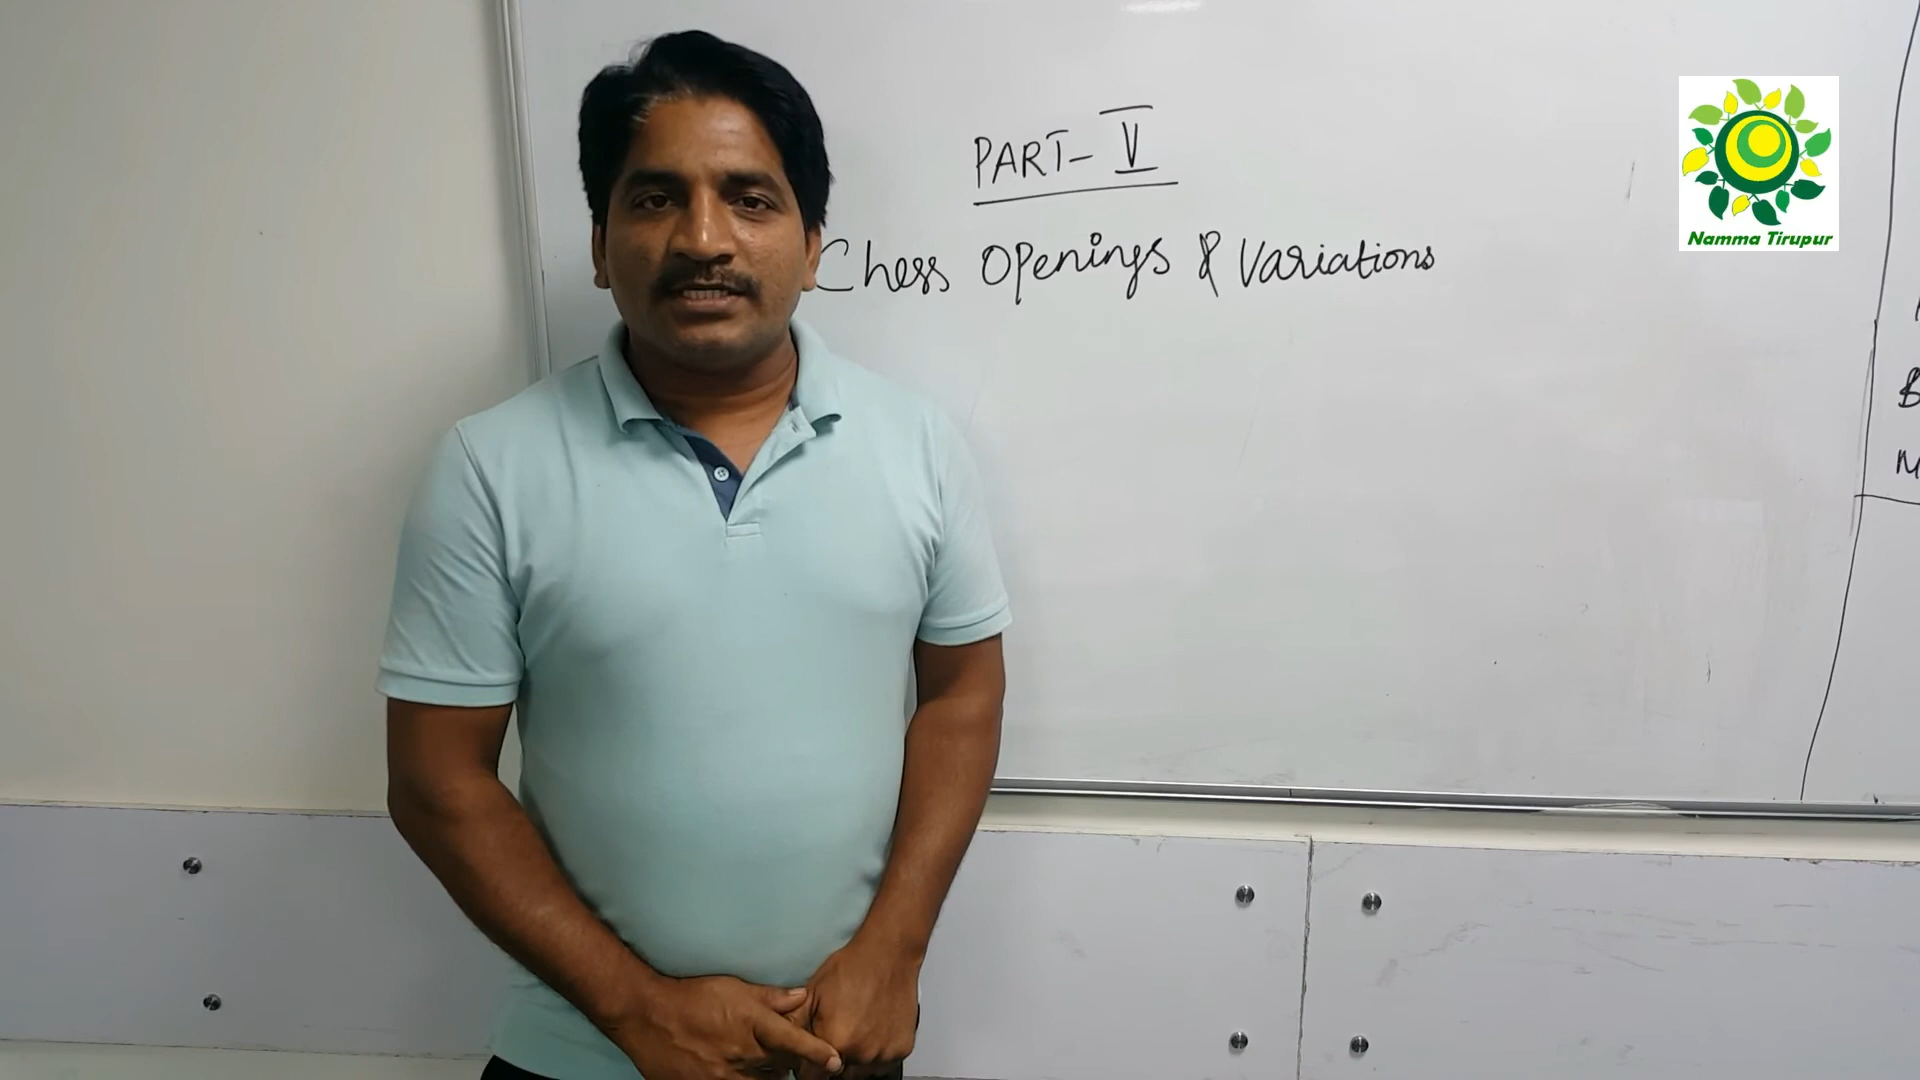 PART-V
Chess Openings & Variations
Namma Tirupur
B
M